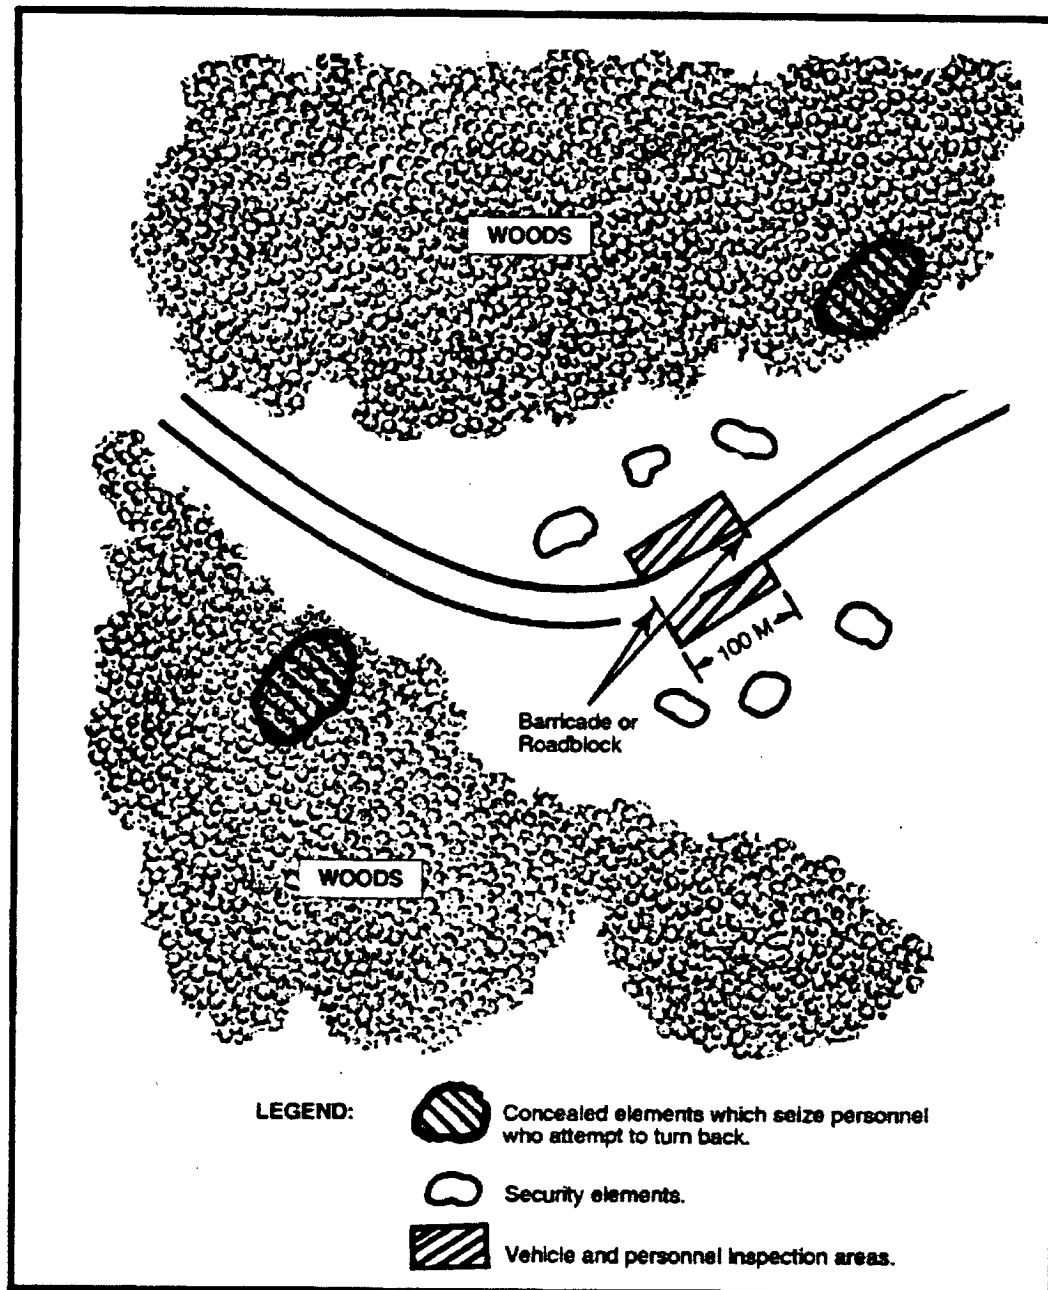 WOODS
100 M
Barricade or
Roadblock
WOODS
LEGEND:
Concealed elements which seize personnel
who attempt to turn back.
Security elements.
Vehicle and personnel inspection areas.